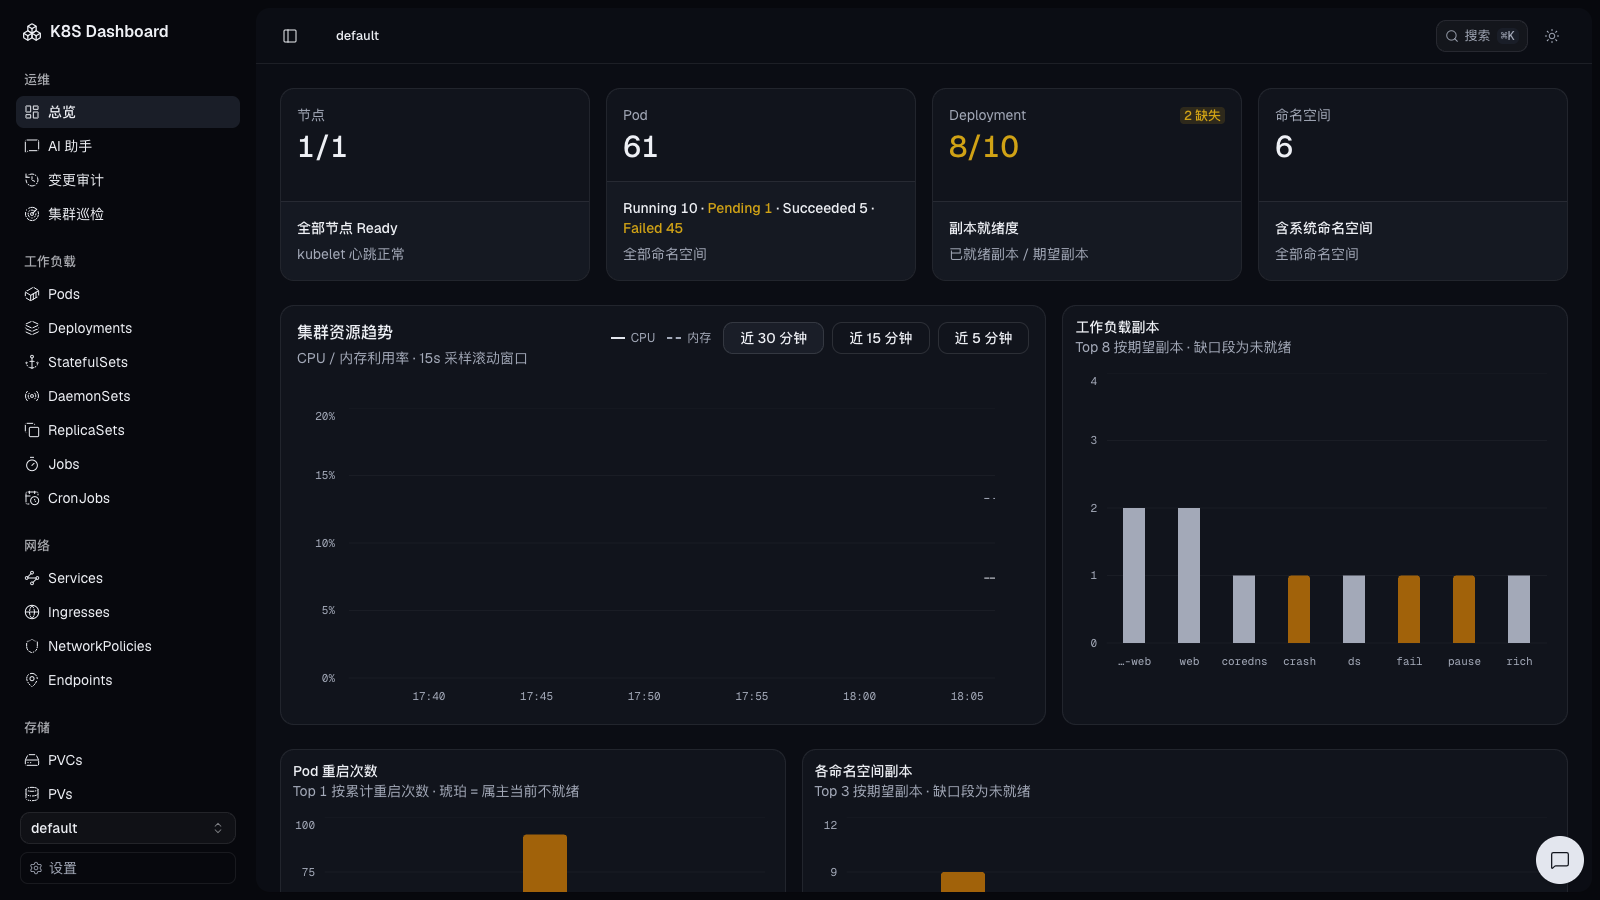 K8S Dashboard
运维
总览
AI 助手
变更审计
集群巡检
工作负载
Pods
Deployments
StatefulSets
DaemonSets
ReplicaSets
Jobs
CronJobs
网络
Services
Ingresses
NetworkPolicies
Endpoints
存储
PVCs
PVs
default
设置
default
搜索 ⌘K
节点
1/1
全部节点 Ready
kubelet 心跳正常
Pod
61
Running 10 · Pending 1 · Succeeded 5 ·
Failed 45
全部命名空间
Deployment
2 缺失
8/10
副本就绪度
已就绪副本 / 期望副本
命名空间
6
含系统命名空间
全部命名空间
集群资源趋势
CPU / 内存利用率 · 15s 采样滚动窗口
CPU 内存
近 30 分钟
近 15 分钟
近 5 分钟
20%
15%
10%
5%
0%
17:40 17:45 17:50 17:55 18:00 18:05
工作负载副本
Top 8 按期望副本 · 缺口段为未就绪
4
3
2
1
0
…-web web coredns crash ds fail pause rich
Pod 重启次数
Top 1 按累计重启次数 · 琥珀 = 属主当前不就绪
100
75
各命名空间副本
Top 3 按期望副本 · 缺口段为未就绪
12
9